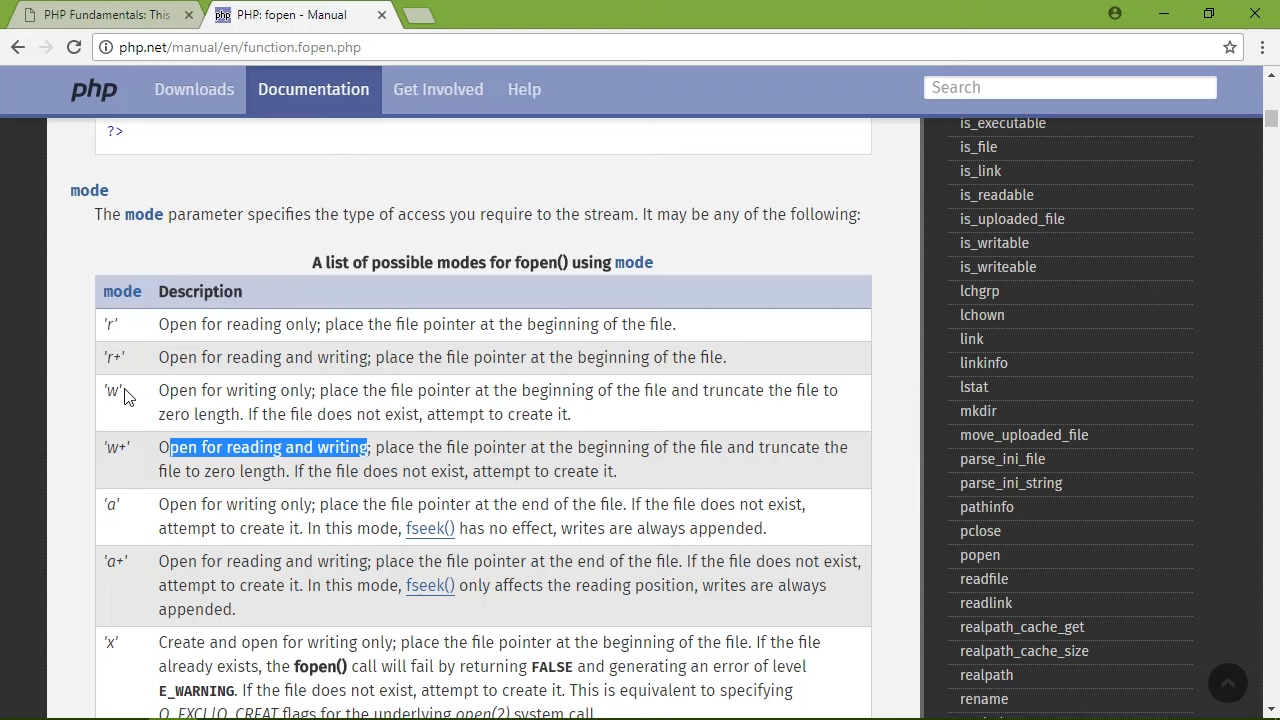 PHP Fundamentals: This
php PHP: fopen - Manual
php.net/manual/en/function.fopen.php
php Downloads Documentation Get Involved Help Search
?>
mode
The mode parameter specifies the type of access you require to the stream. It may be any of the following:
A list of possible modes for fopen() using mode
mode Description
'r' Open for reading only; place the file pointer at the beginning of the file.
'r+' Open for reading and writing; place the file pointer at the beginning of the file.
'w' Open for writing only; place the file pointer at the beginning of the file and truncate the file to
zero length. If the file does not exist, attempt to create it.
'w+' Open for reading and writing; place the file pointer at the beginning of the file and truncate the
file to zero length. If the file does not exist, attempt to create it.
'a' Open for writing only; place the file pointer at the end of the file. If the file does not exist,
attempt to create it. In this mode, fseek() has no effect, writes are always appended.
'a+' Open for reading and writing; place the file pointer at the end of the file. If the file does not exist,
attempt to create it. In this mode, fseek() only affects the reading position, writes are always
appended.
'x' Create and open for writing only; place the file pointer at the beginning of the file. If the file
already exists, the fopen() call will fail by returning FALSE and generating an error of level
E_WARNING. If the file does not exist, attempt to create it. This is equivalent to specifying
O_EXCL|O_CREAT flags for the underlying open(2) system call.
is_executable
is_file
is_link
is_readable
is_uploaded_file
is_writable
is_writeable
lchgrp
lchown
link
linkinfo
lstat
mkdir
move_uploaded_file
parse_ini_file
parse_ini_string
pathinfo
pclose
popen
readfile
readlink
realpath_cache_get
realpath_cache_size
realpath
rename